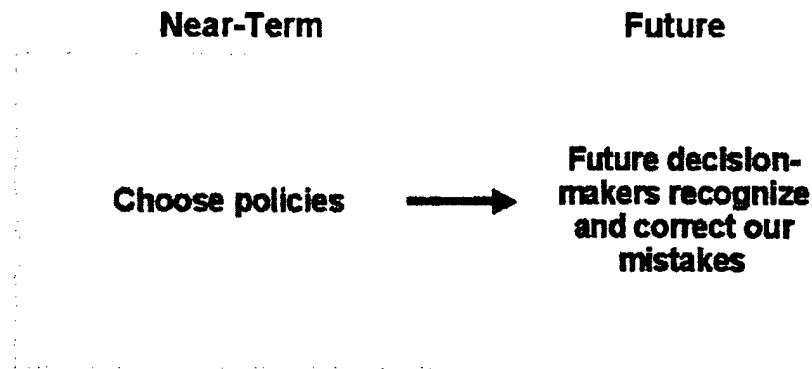 Near-Term
Future
Choose policies
Future decision-
makers recognize
and correct our
mistakes